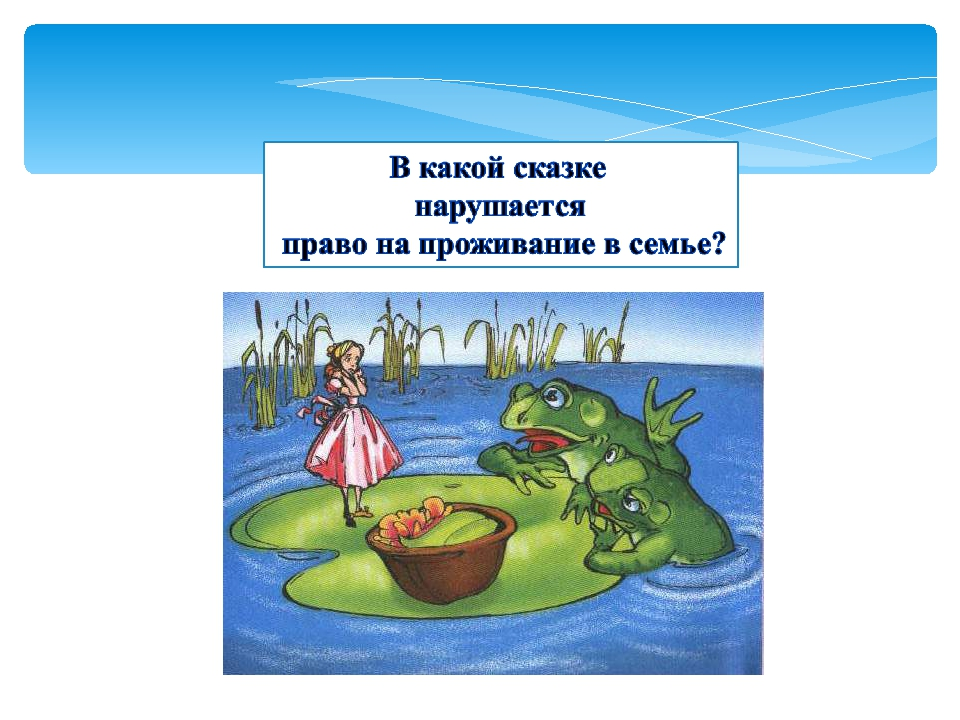 В какой сказке
нарушается
право на проживание в семье?